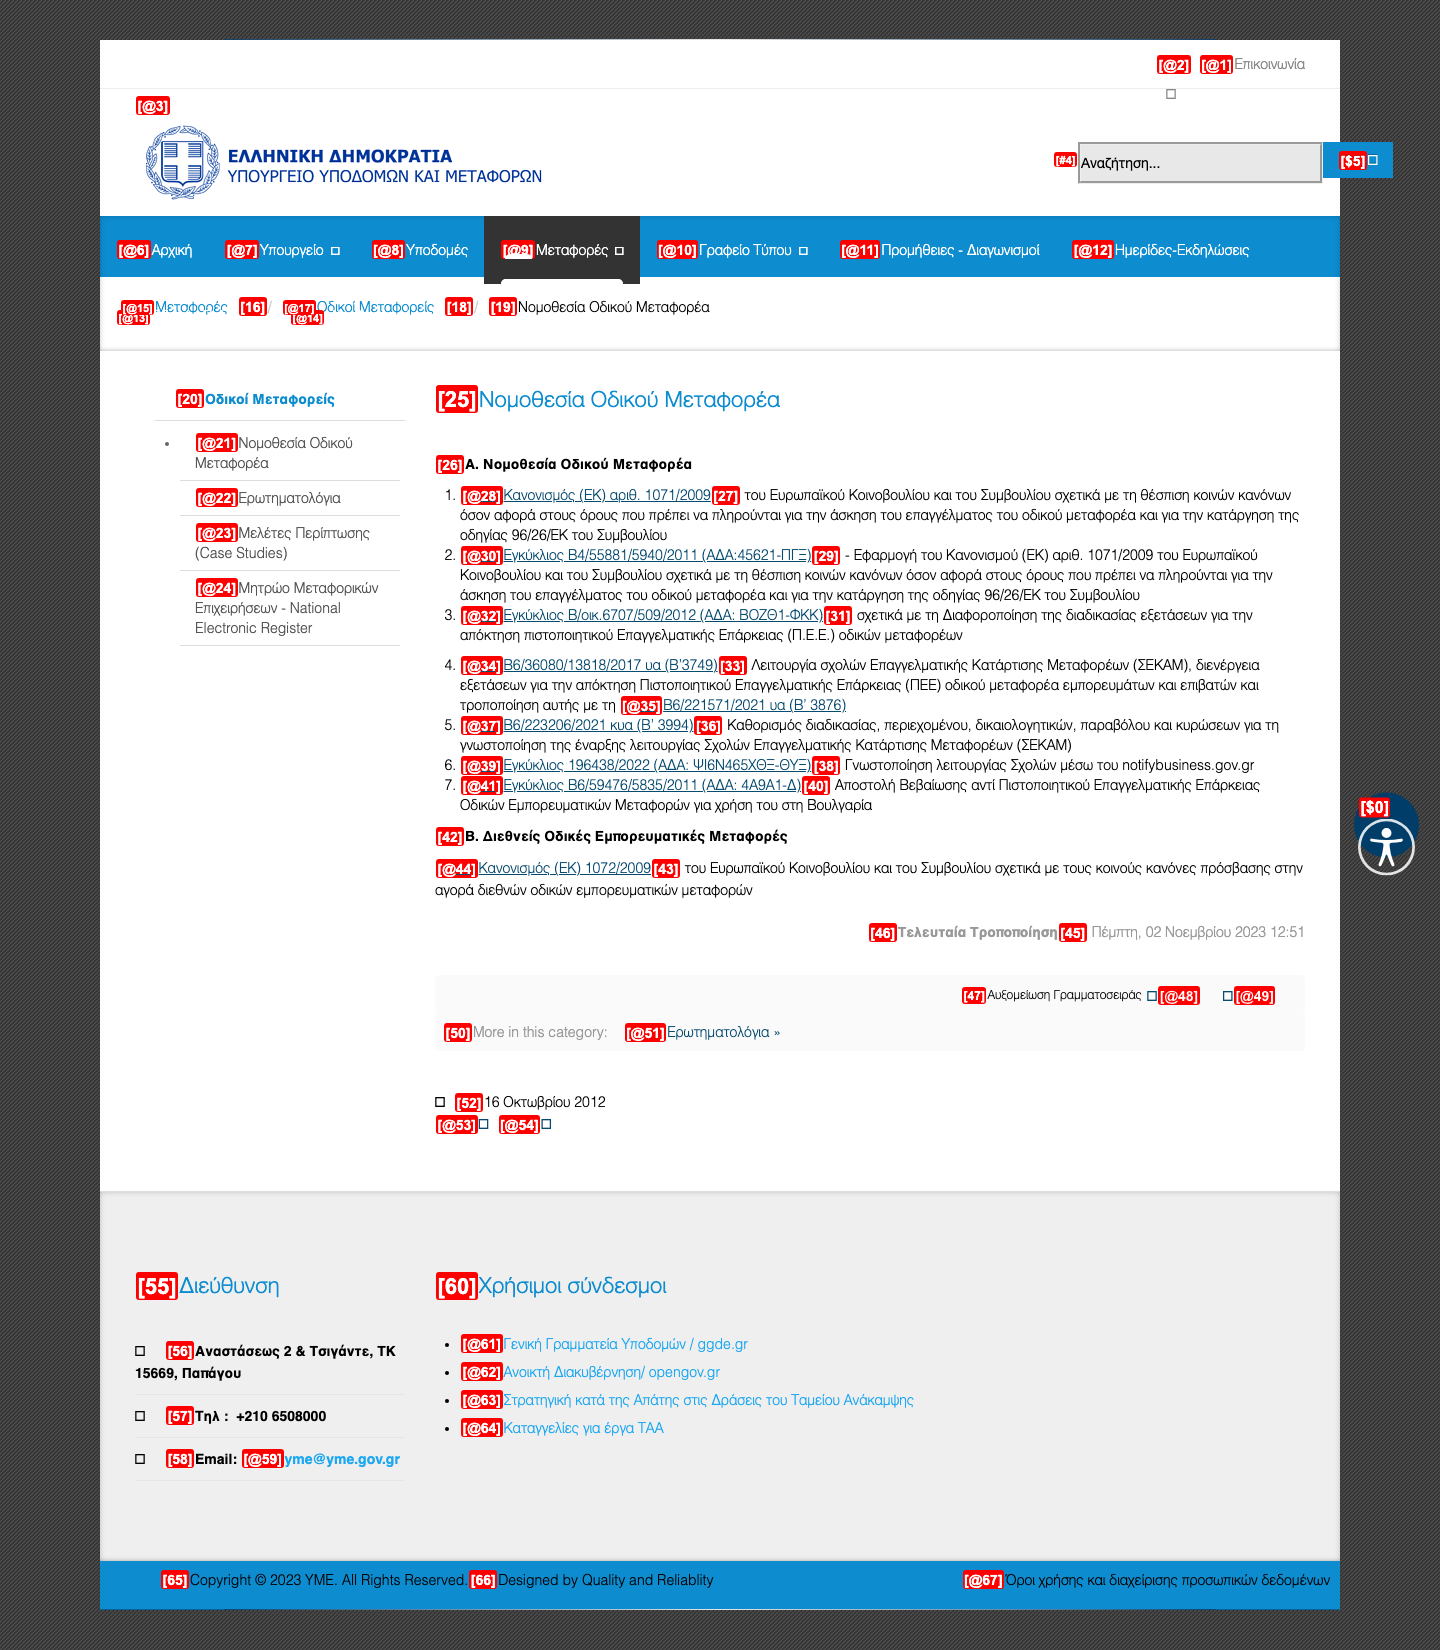 [@2] [@1]Επικοινωνία
[@3]
ΕΛΛΗΝΙΚΗ ΔΗΜΟΚΡΑΤΙΑ
ΥΠΟΥΡΓΕΙΟ ΥΠΟΔΟΜΩΝ ΚΑΙ ΜΕΤΑΦΟΡΩΝ
[#4] Αναζήτηση... [$5]
[@6]Αρχική [@7]Υπουργείο [@8]Υποδομές [@9]Μεταφορές [@10]Γραφείο Τύπου [@11]Προμήθειες - Διαγωνισμοί [@12]Ημερίδες-Εκδηλώσεις
[@15]Μεταφορές [16]/ [@17]Οδικοί Μεταφορείς [18]/ [19]Νομοθεσία Οδικού Μεταφορέα
[@13] [@14]
[20]Οδικοί Μεταφορείς
[@21]Νομοθεσία Οδικού
Μεταφορέα
[@22]Ερωτηματολόγια
[@23]Μελέτες Περίπτωσης
(Case Studies)
[@24]Μητρώο Μεταφορικών
Επιχειρήσεων - National
Electronic Register
[25]Νομοθεσία Οδικού Μεταφορέα
[26]Α. Νομοθεσία Οδικού Μεταφορέα
1. [@28]Κανονισμός (ΕΚ) αριθ. 1071/2009[27] του Ευρωπαϊκού Κοινοβουλίου και του Συμβουλίου σχετικά με τη θέσπιση κοινών κανόνων
όσον αφορά στους όρους που πρέπει να πληρούνται για την άσκηση του επαγγέλματος του οδικού μεταφορέα και για την κατάργηση της
οδηγίας 96/26/ΕΚ του Συμβουλίου
2. [@30]Εγκύκλιος Β4/55881/5940/2011 (ΑΔΑ:45621-ΠΓΞ)[29] - Εφαρμογή του Κανονισμού (ΕΚ) αριθ. 1071/2009 του Ευρωπαϊκού
Κοινοβουλίου και του Συμβουλίου σχετικά με τη θέσπιση κοινών κανόνων όσον αφορά στους όρους που πρέπει να πληρούνται για την
άσκηση του επαγγέλματος του οδικού μεταφορέα και για την κατάργηση της οδηγίας 96/26/ΕΚ του Συμβουλίου
3. [@32]Εγκύκλιος Β/οικ.6707/509/2012 (ΑΔΑ: ΒΟΖΘ1-ΦΚΚ)[31] σχετικά με τη Διαφοροποίηση της διαδικασίας εξετάσεων για την
απόκτηση πιστοποιητικού Επαγγελματικής Επάρκειας (Π.Ε.Ε.) οδικών μεταφορέων
4. [@34]Β6/36080/13818/2017 υα (Β'3749)[33] Λειτουργία σχολών Επαγγελματικής Κατάρτισης Μεταφορέων (ΣΕΚΑΜ), διενέργεια
εξετάσεων για την απόκτηση Πιστοποιητικού Επαγγελματικής Επάρκειας (ΠΕΕ) οδικού μεταφορέα εμπορευμάτων και επιβατών και
τροποποίηση αυτής με τη [@35]Β6/221571/2021 υα (Β' 3876)
5. [@37]Β6/223206/2021 κυα (Β' 3994)[36] Καθορισμός διαδικασίας, περιεχομένου, δικαιολογητικών, παραβόλου και κυρώσεων για τη
γνωστοποίηση της έναρξης λειτουργίας Σχολών Επαγγελματικής Κατάρτισης Μεταφορέων (ΣΕΚΑΜ)
6. [@39]Εγκύκλιος 196438/2022 (ΑΔΑ: ΨΙ6Ν465ΧΘΞ-ΘΥΞ)[38] Γνωστοποίηση λειτουργίας Σχολών μέσω του notifybusiness.gov.gr
7. [@41]Εγκύκλιος Β6/59476/5835/2011 (ΑΔΑ: 4Α9Α1-Δ)[40] Αποστολή Βεβαίωσης αντί Πιστοποιητικού Επαγγελματικής Επάρκειας
Οδικών Εμπορευματικών Μεταφορών για χρήση του στη Βουλγαρία
[$0]
[42]Β. Διεθνείς Οδικές Εμπορευματικές Μεταφορές
[@44]Κανονισμός (ΕΚ) 1072/2009[43] του Ευρωπαϊκού Κοινοβουλίου και του Συμβουλίου σχετικά με τους κοινούς κανόνες πρόσβασης στην
αγορά διεθνών οδικών εμπορευματικών μεταφορών
[46]Τελευταία Τροποποίηση[45] Πέμπτη, 02 Νοεμβρίου 2023 12:51
[47]Αυξομείωση Γραμματοσειράς [@48] [@49]
[50]More in this category: [@51]Ερωτηματολόγια »
[52]16 Οκτωβρίου 2012
[@53] [@54]
[55]Διεύθυνση
[56]Αναστάσεως 2 & Τσιγάντε, ΤΚ
15669, Παπάγου
[57]Τηλ : +210 6508000
[58]Email: [@59]yme@yme.gov.gr
[60]Χρήσιμοι σύνδεσμοι
[@61]Γενική Γραμματεία Υποδομών / ggde.gr
[@62]Ανοικτή Διακυβέρνηση/ opengov.gr
[@63]Στρατηγική κατά της Απάτης στις Δράσεις του Ταμείου Ανάκαμψης
[@64]Καταγγελίες για έργα ΤΑΑ
[65]Copyright © 2023 YME. All Rights Reserved.[66]Designed by Quality and Reliablity [@67]Όροι χρήσης και διαχείρισης προσωπικών δεδομένων